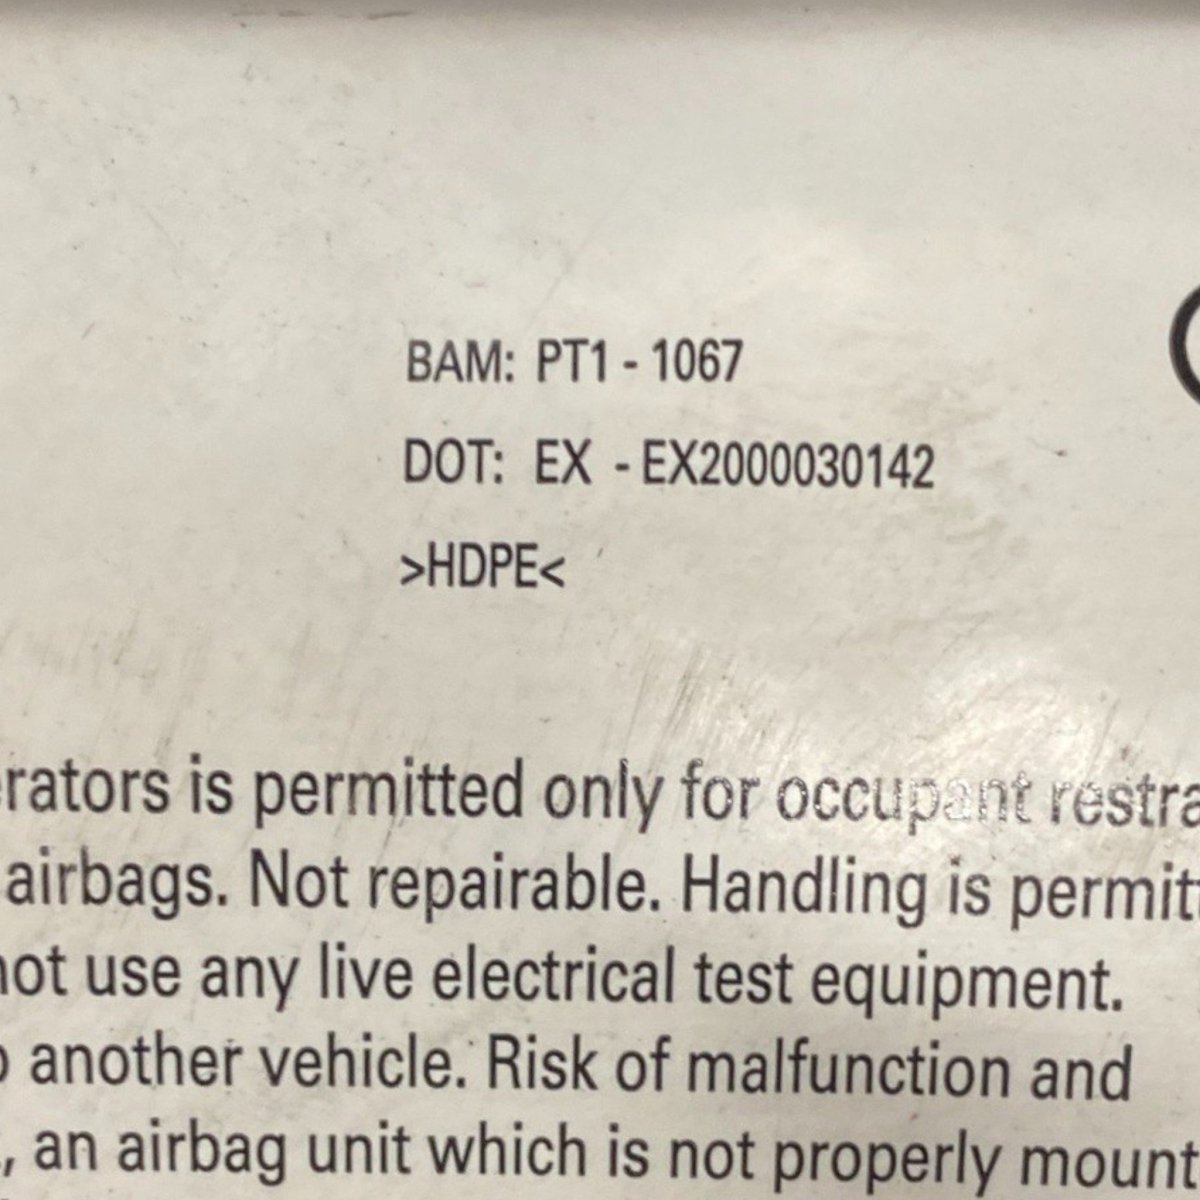 BAM: PT1 - 1067
DOT: EX - EX2000030142
>HDPE<
rators is permitted only for occupant restra
airbags. Not repairable. Handling is permitt
not use any live electrical test equipment.
another vehicle. Risk of malfunction and
, an airbag unit which is not properly mount